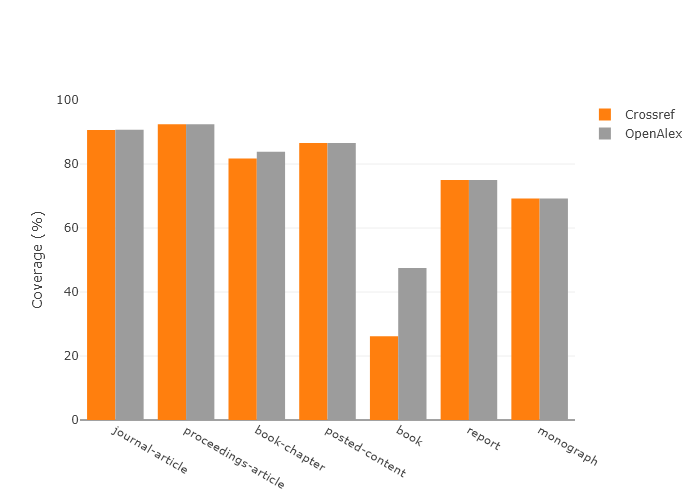 100
80
60
40
20
0
Coverage (%)
journal-article
proceedings-article
book-chapter
posted-content
book
report
monograph
Crossref
OpenAlex